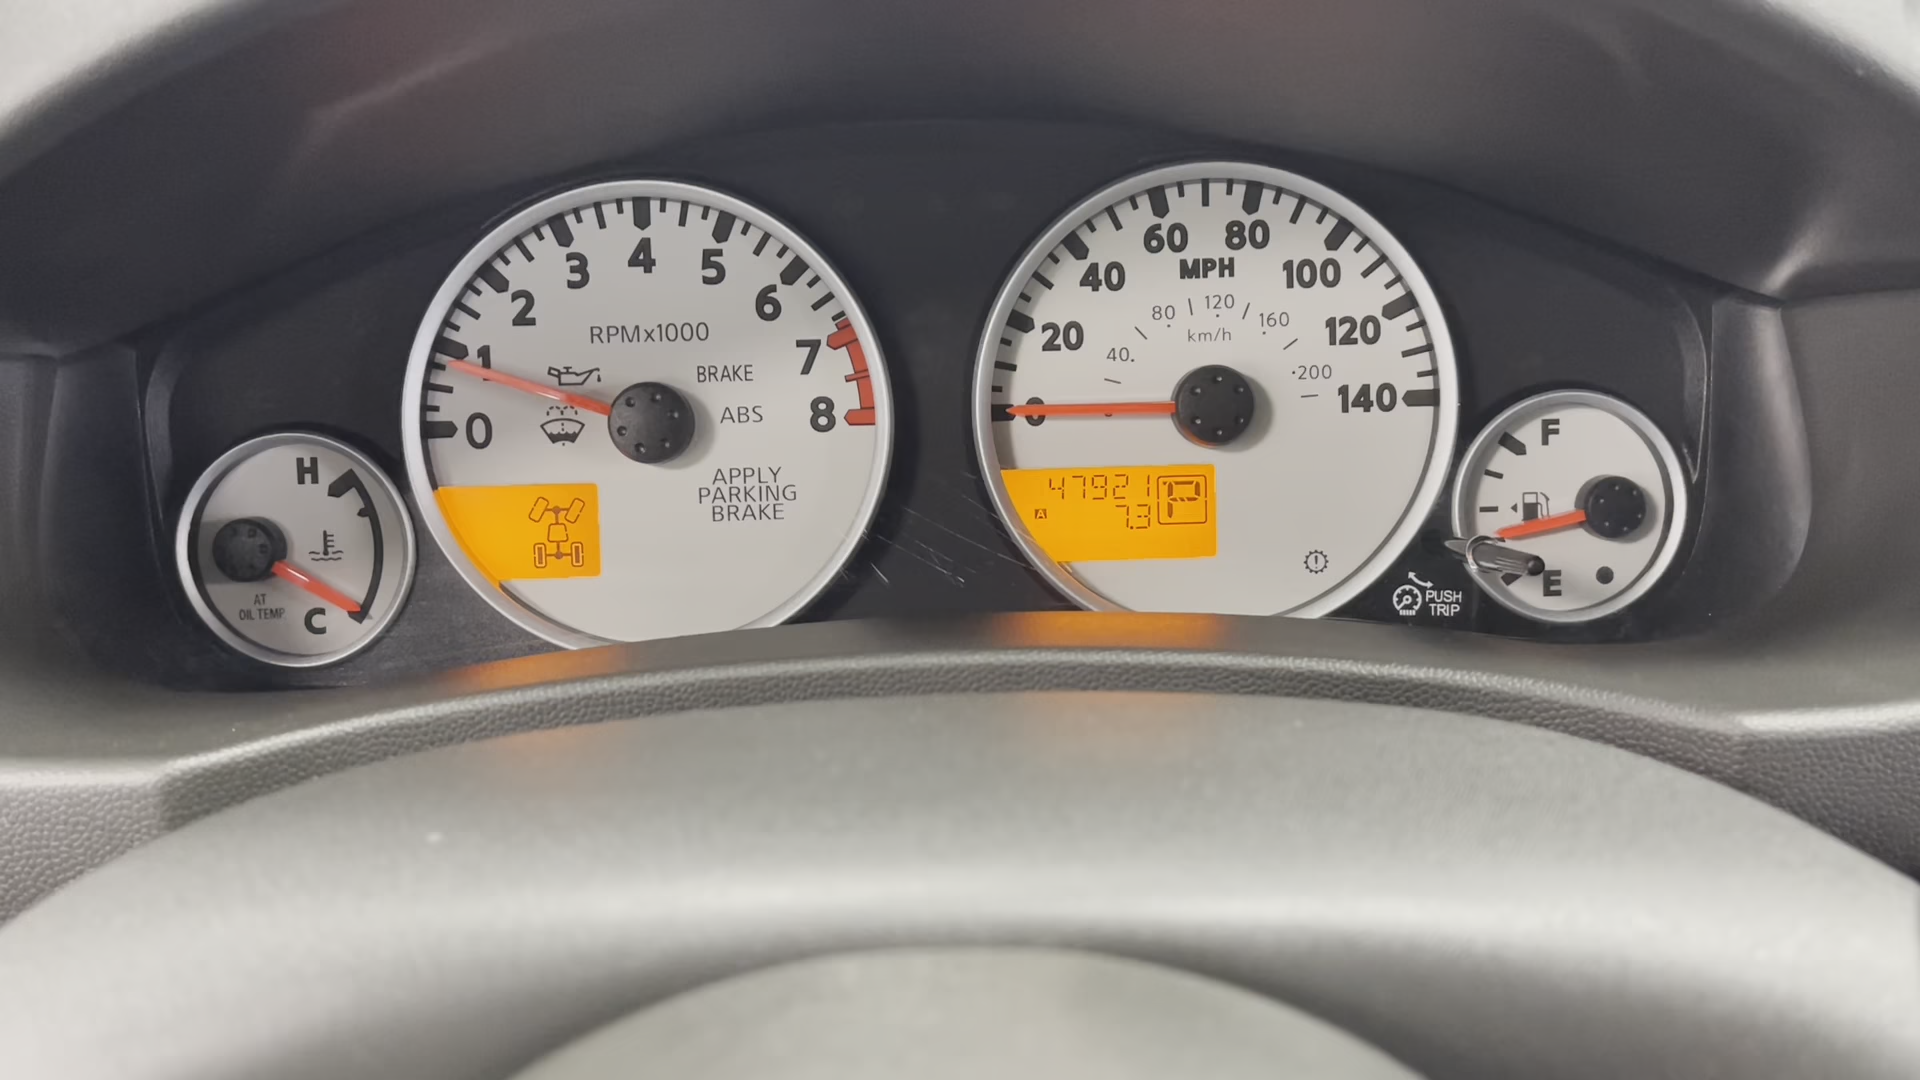 H
C
AT
OIL TEMP
0
1
2
3
4
5
6
7
8
RPMx1000
BRAKE
ABS
APPLY
PARKING
BRAKE
0
20
40
60
80
100
120
140
MPH
40
80
120
160
200
km/h
47921
A 7.3
P
PUSH
TRIP
F
E